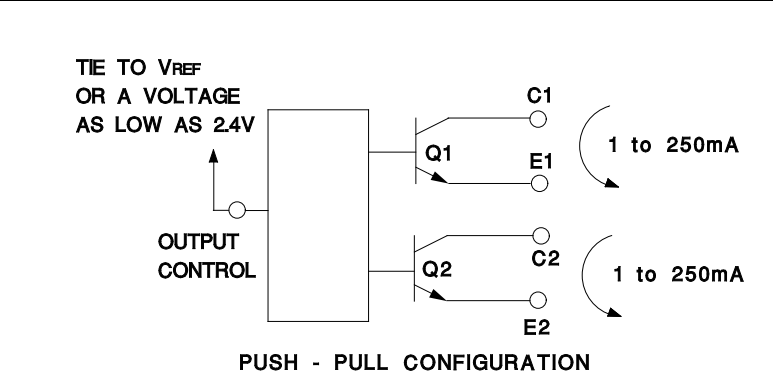 TIE TO VREF
OR A VOLTAGE
AS LOW AS 2.4V
C1
Q1
1 to 250mA
E1
OUTPUT
CONTROL
C2
Q2
1 to 250mA
E2
PUSH - PULL CONFIGURATION